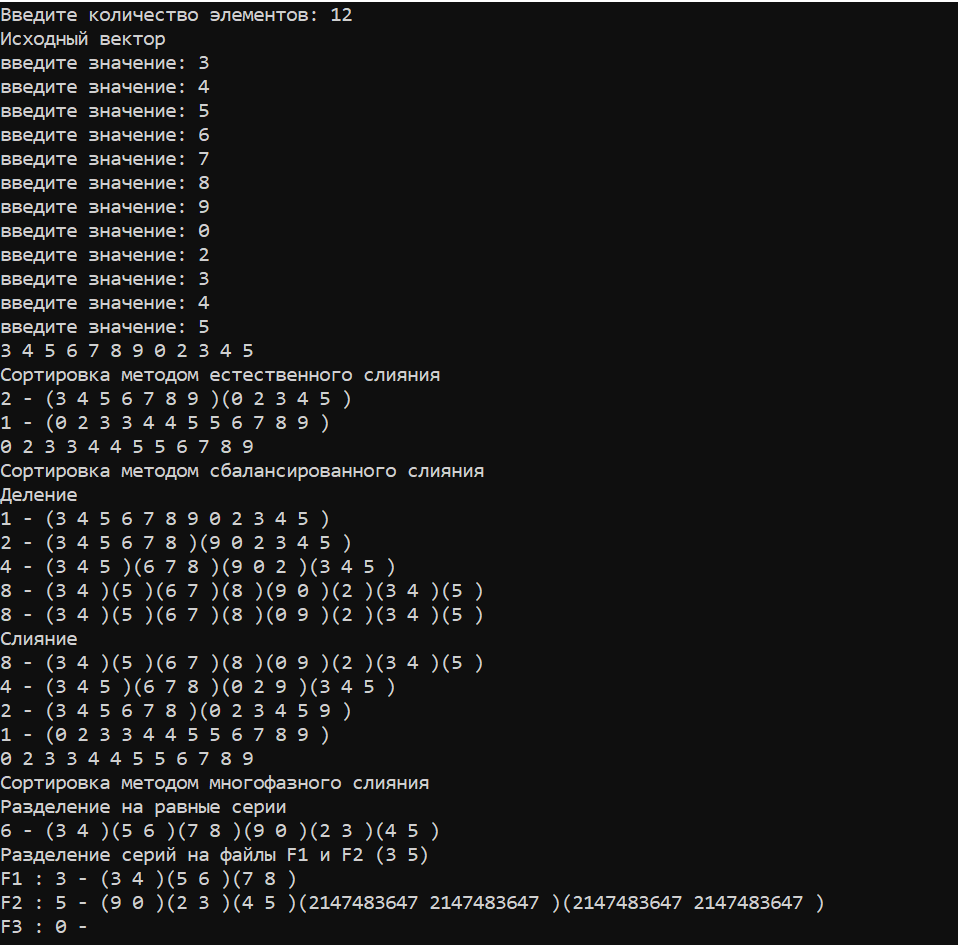 Введите количество элементов: 12
Исходный вектор
введите значение: 3
введите значение: 4
введите значение: 5
введите значение: 6
введите значение: 7
введите значение: 8
введите значение: 9
введите значение: 0
введите значение: 2
введите значение: 3
введите значение: 4
введите значение: 5
3 4 5 6 7 8 9 0 2 3 4 5
Сортировка методом естественного слияния
2 - (3 4 5 6 7 8 9 )(0 2 3 4 5 )
1 - (0 2 3 3 4 4 5 5 6 7 8 9 )
0 2 3 3 4 4 5 5 6 7 8 9
Сортировка методом сбалансированного слияния
Деление
1 - (3 4 5 6 7 8 9 0 2 3 4 5 )
2 - (3 4 5 6 7 8 )(9 0 2 3 4 5 )
4 - (3 4 5 )(6 7 8 )(9 0 2 )(3 4 5 )
8 - (3 4 )(5 )(6 7 )(8 )(9 0 )(2 )(3 4 )(5 )
8 - (3 4 )(5 )(6 7 )(8 )(0 9 )(2 )(3 4 )(5 )
Слияние
8 - (3 4 )(5 )(6 7 )(8 )(0 9 )(2 )(3 4 )(5 )
4 - (3 4 5 )(6 7 8 )(0 2 9 )(3 4 5 )
2 - (3 4 5 6 7 8 )(0 2 3 4 5 9 )
1 - (0 2 3 3 4 4 5 5 6 7 8 9 )
0 2 3 3 4 4 5 5 6 7 8 9
Сортировка методом многофазного слияния
Разделение на равные серии
6 - (3 4 )(5 6 )(7 8 )(9 0 )(2 3 )(4 5 )
Разделение серий на файлы F1 и F2 (3 5)
F1 : 3 - (3 4 )(5 6 )(7 8 )
F2 : 5 - (9 0 )(2 3 )(4 5 )(2147483647 2147483647 )(2147483647 2147483647 )
F3 : 0 -